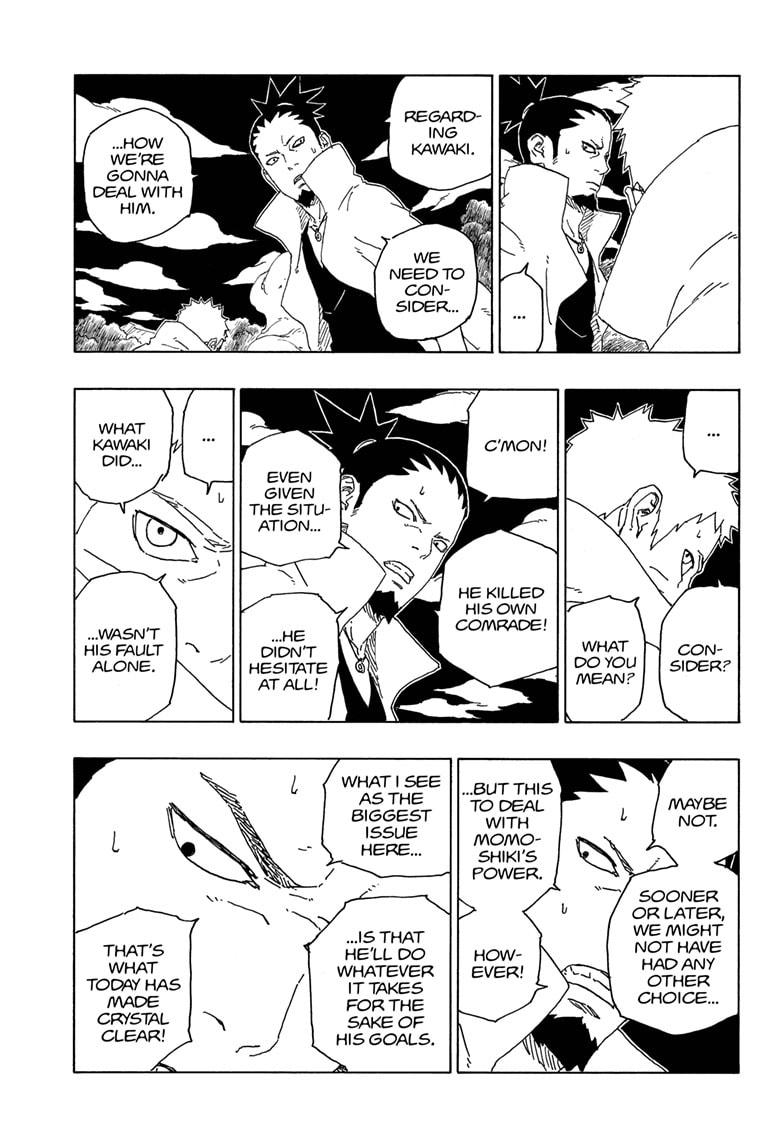 ...
REGARD-
ING
KAWAKI.
WE
NEED TO
CON-
SIDER...
...HOW
WE'RE
GONNA
DEAL WITH
HIM.
...
CON-
SIDER?
WHAT
DO YOU
MEAN?
C'MON!
HE KILLED
HIS OWN
COMRADE!
EVEN
GIVEN
THE SITU-
ATION...
...HE
DIDN'T
HESITATE
AT ALL!
...
WHAT
KAWAKI
DID...
...WASN'T
HIS FAULT
ALONE.
MAYBE
NOT.
SOONER
OR LATER,
WE MIGHT
NOT HAVE
HAD ANY
OTHER
CHOICE...
...BUT THIS
TO DEAL
WITH
MOMO-
SHIKI'S
POWER.
HOW-
EVER!
WHAT I SEE
AS THE
BIGGEST
ISSUE
HERE...
...IS THAT
HE'LL DO
WHATEVER
IT TAKES
FOR THE
SAKE OF
HIS GOALS.
THAT'S
WHAT
TODAY HAS
MADE
CRYSTAL
CLEAR!